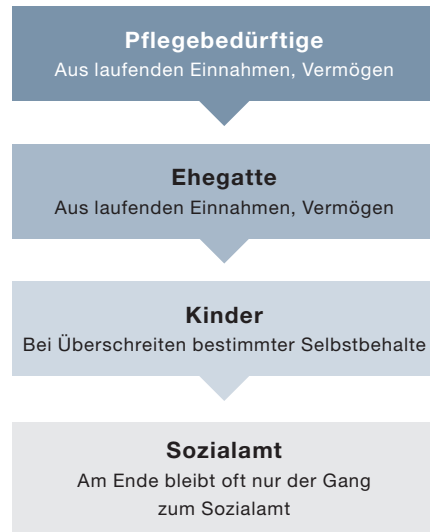 Pflegebedürftige
Aus laufenden Einnahmen, Vermögen
Ehegatte
Aus laufenden Einnahmen, Vermögen
Kinder
Bei Überschreiten bestimmter Selbstbehalte
Sozialamt
Am Ende bleibt oft nur der Gang
zum Sozialamt